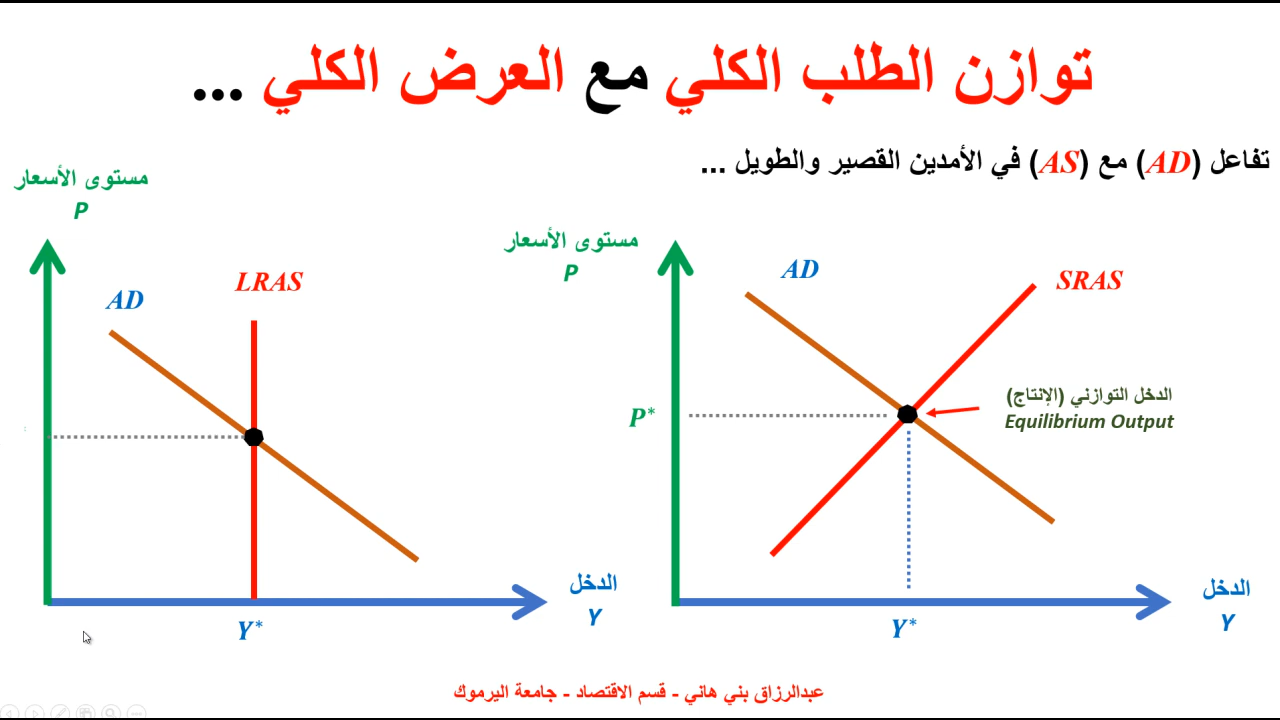 توازن الطلب الكلي مع العرض الكلي ...
تفاعل (AD) مع (AS) في الأمدين القصير والطويل ...
مستوى الأسعار
P
AD
SRAS
P*
الدخل التوازني (الإنتاج)
Equilibrium Output
الدخل
Y
Y*
مستوى الأسعار
P
AD
LRAS
الدخل
Y
Y*
عبدالرزاق بني هاني - قسم الاقتصاد - جامعة اليرموك